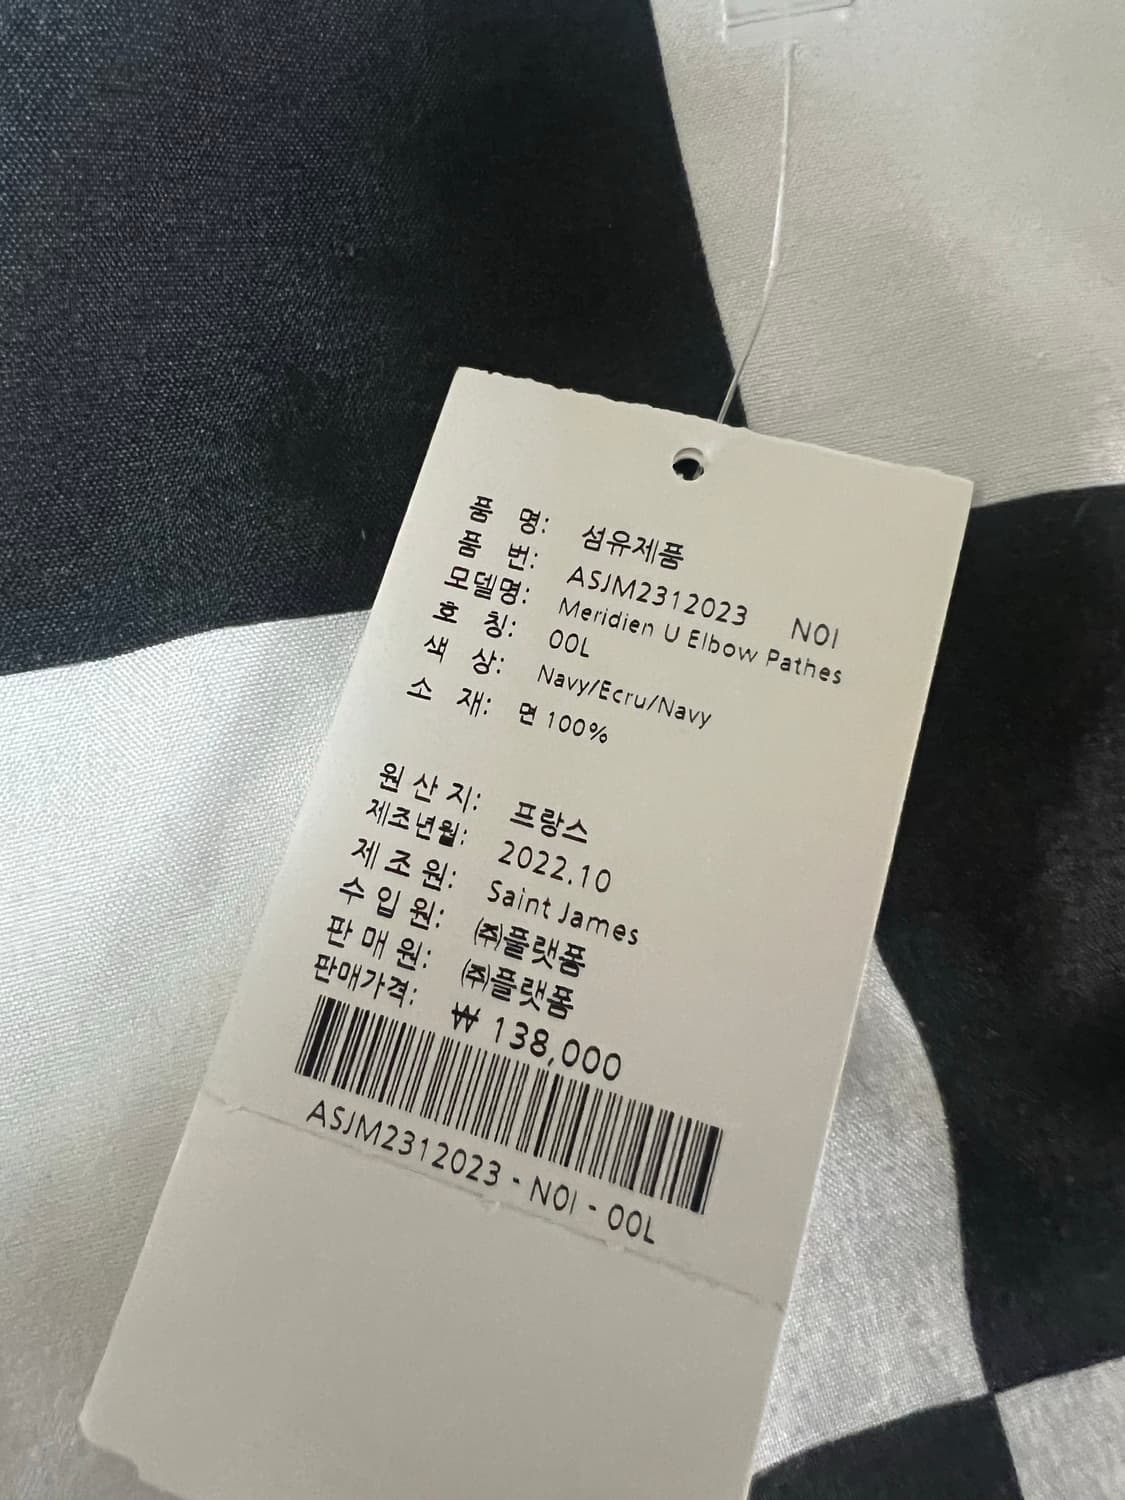 품 명: 섬유제품
품 번: ASJM2312023 NOI
모델명: Meridien U Elbow Pathes
호 칭: 00L
색 상: Navy/Ecru/Navy
소 재: 면 100%
원 산 지: 프랑스
제조년월: 2022.10
제 조 원: Saint James
수 입 원: ㈜플랫폼
판 매 원: ㈜플랫폼
판매가격: ₩ 138,000
ASJM2312023 - NOI - 00L